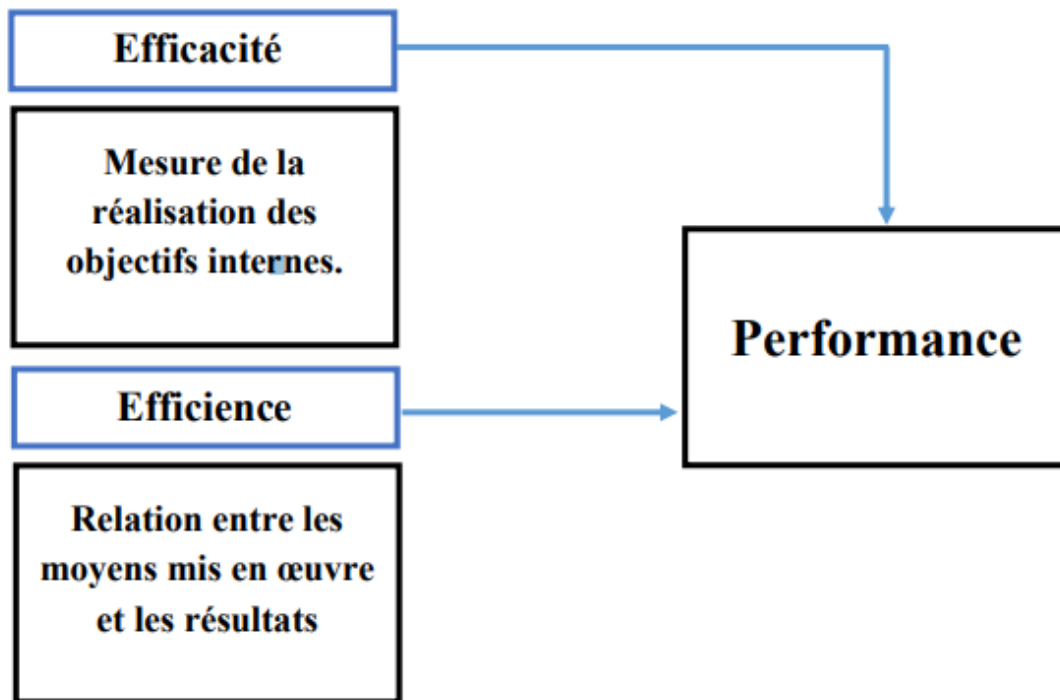 Efficacité
Mesure de la
réalisation des
objectifs internes.
Performance
Efficience
Relation entre les
moyens mis en œuvre
et les résultats